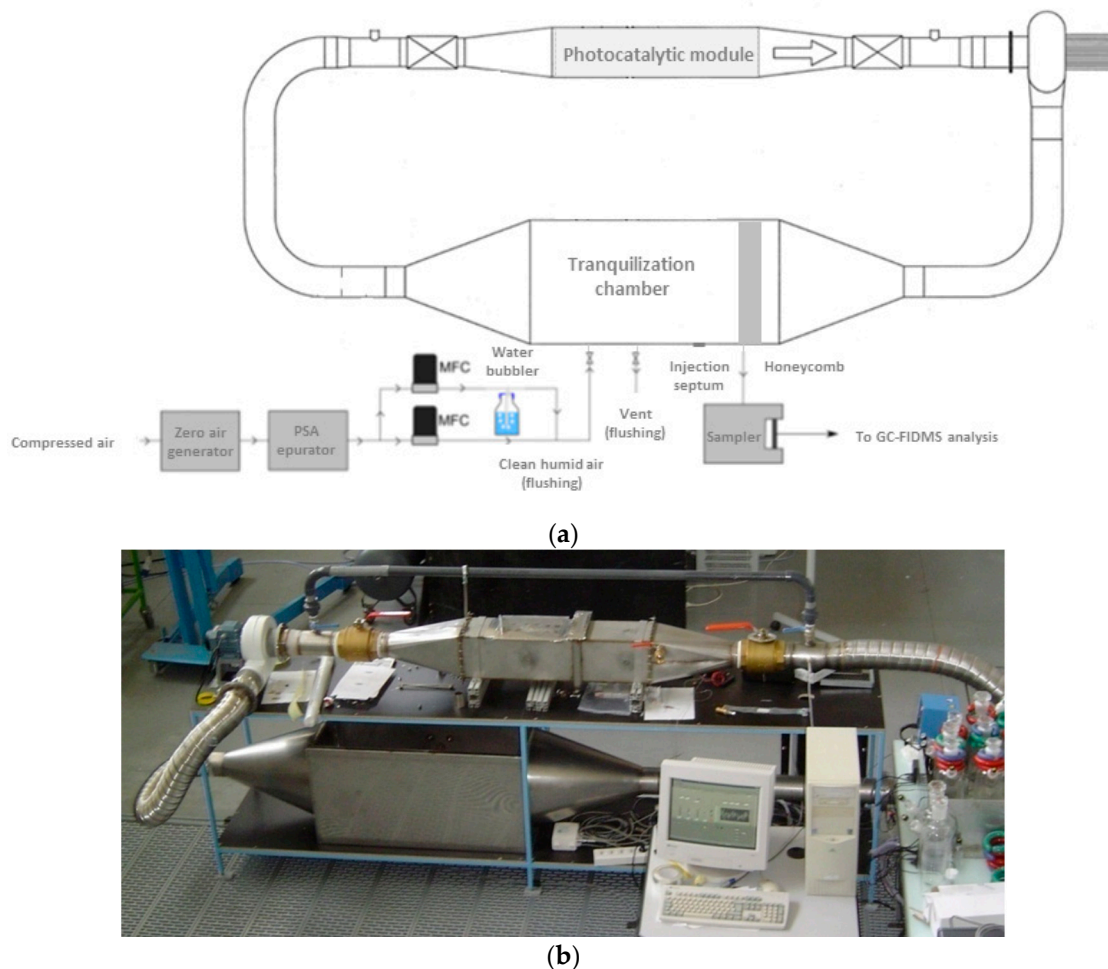 Photocatalytic module
Tranquilization
chamber
MFC
Water
bubbler
Injection
septum
Honeycomb
MFC
Vent
(flushing)
Compressed air
Zero air
generator
PSA
epurator
Sampler
To GC-FIDMS analysis
Clean humid air
(flushing)
(a)
(b)